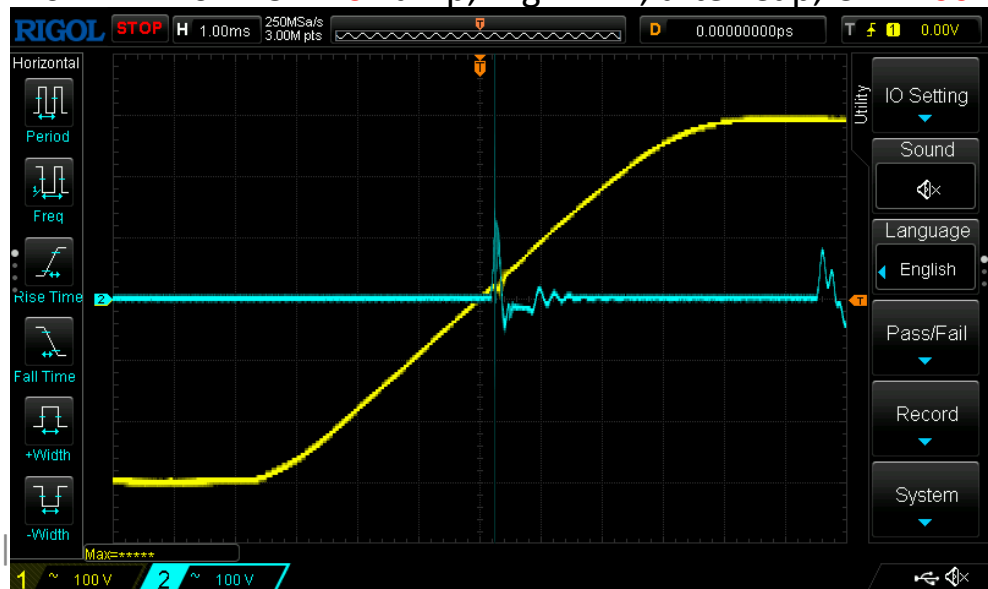 RIGOL STOP H 1.00ms 250MSa/s 3.00M pts D 0.00000000ps T 1 0.00V
Horizontal
Period
Freq
Rise Time
Fall Time
+Width
-Width
T
2
T
Max=*****
1 ~ 100 V 2 ~ 100 V
Utility
IO Setting
Sound
Language
English
Pass/Fail
Record
System